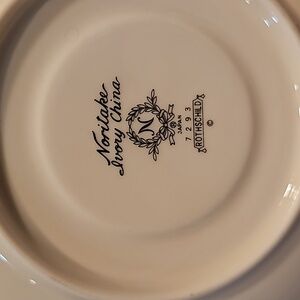 Noritake
Ivory China
N
®
JAPAN
7293
ROTHSCHILD
©